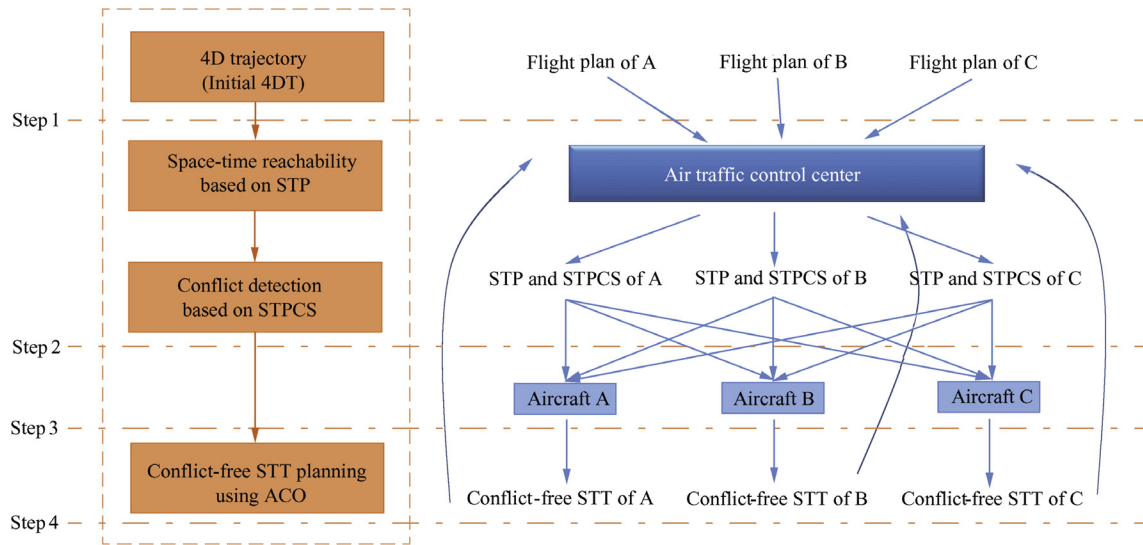 4D trajectory
(Initial 4DT)
Flight plan of A
Flight plan of B
Flight plan of C
Step 1
Space-time reachability
based on STP
Air traffic control center
Conflict detection
based on STPCS
STP and STPCS of A
STP and STPCS of B
STP and STPCS of C
Step 2
Aircraft A
Aircraft B
Aircraft C
Step 3
Conflict-free STT planning
using ACO
Conflict-free STT of A
Conflict-free STT of B
Conflict-free STT of C
Step 4